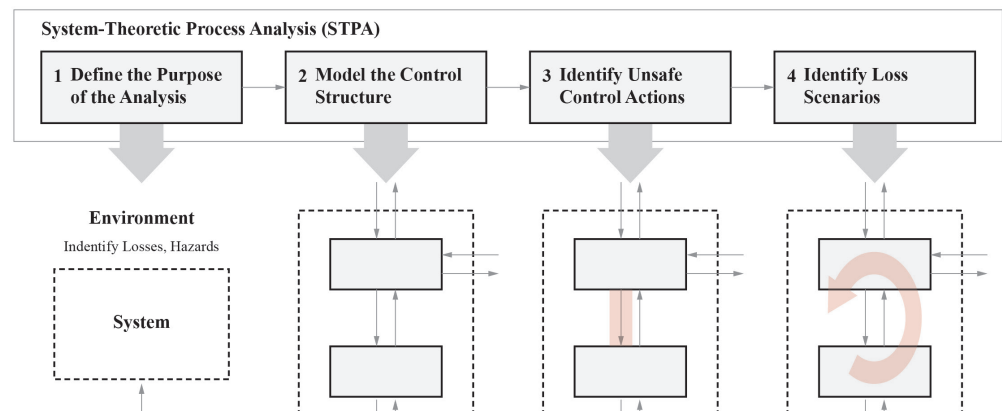 System-Theoretic Process Analysis (STPA)
1 Define the Purpose
of the Analysis
2 Model the Control
Structure
3 Identify Unsafe
Control Actions
4 Identify Loss
Scenarios
Environment
Indentify Losses, Hazards
System